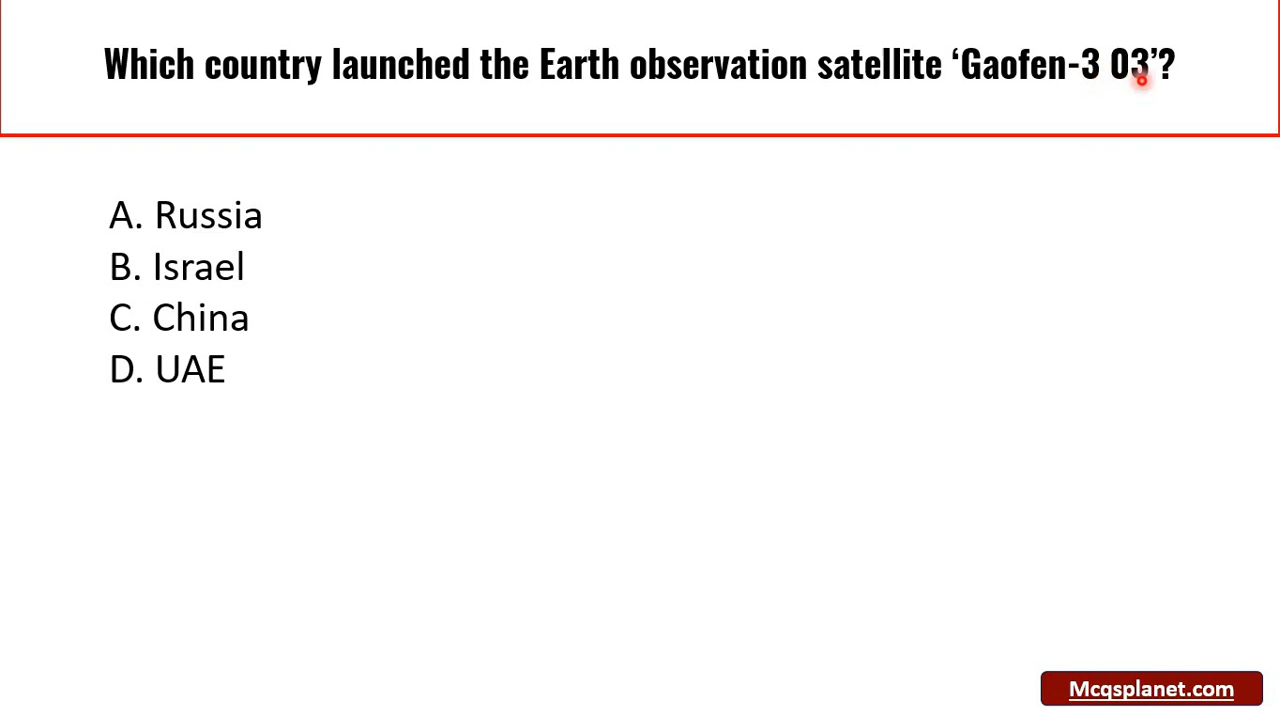 Which country launched the Earth observation satellite ‘Gaofen-3 03’?
A. Russia
B. Israel
C. China
D. UAE
Mcqsplanet.com